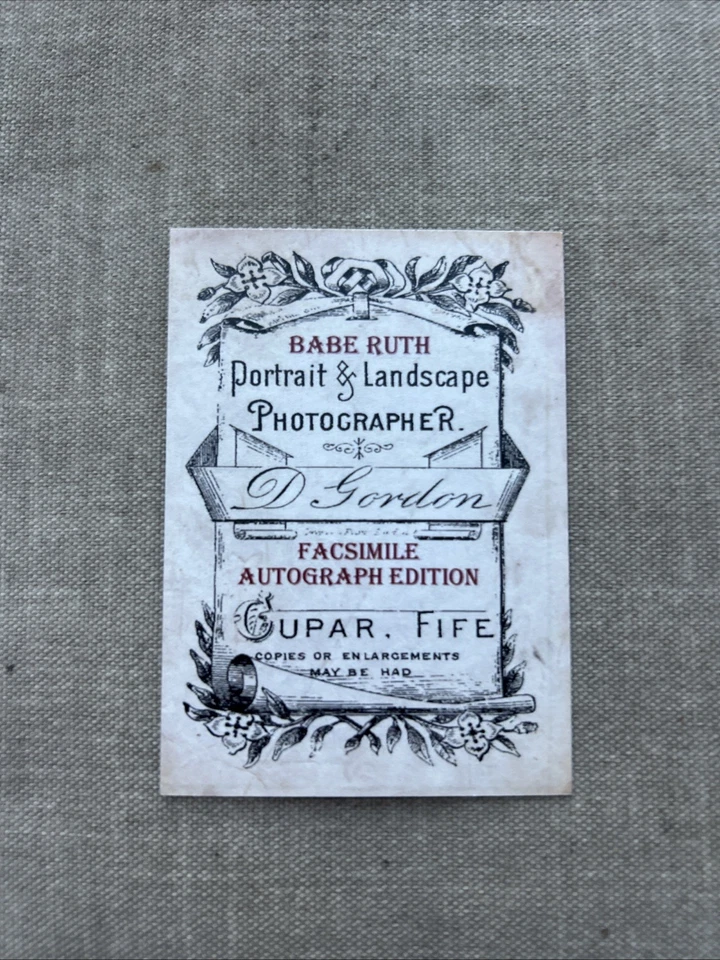 BABE RUTH
Portrait & Landscape
PHOTOGRAPHER.
D Gordon
FACSIMILE
AUTOGRAPH EDITION
CUPAR, FIFE
COPIES OR ENLARGEMENTS
MAY BE HAD